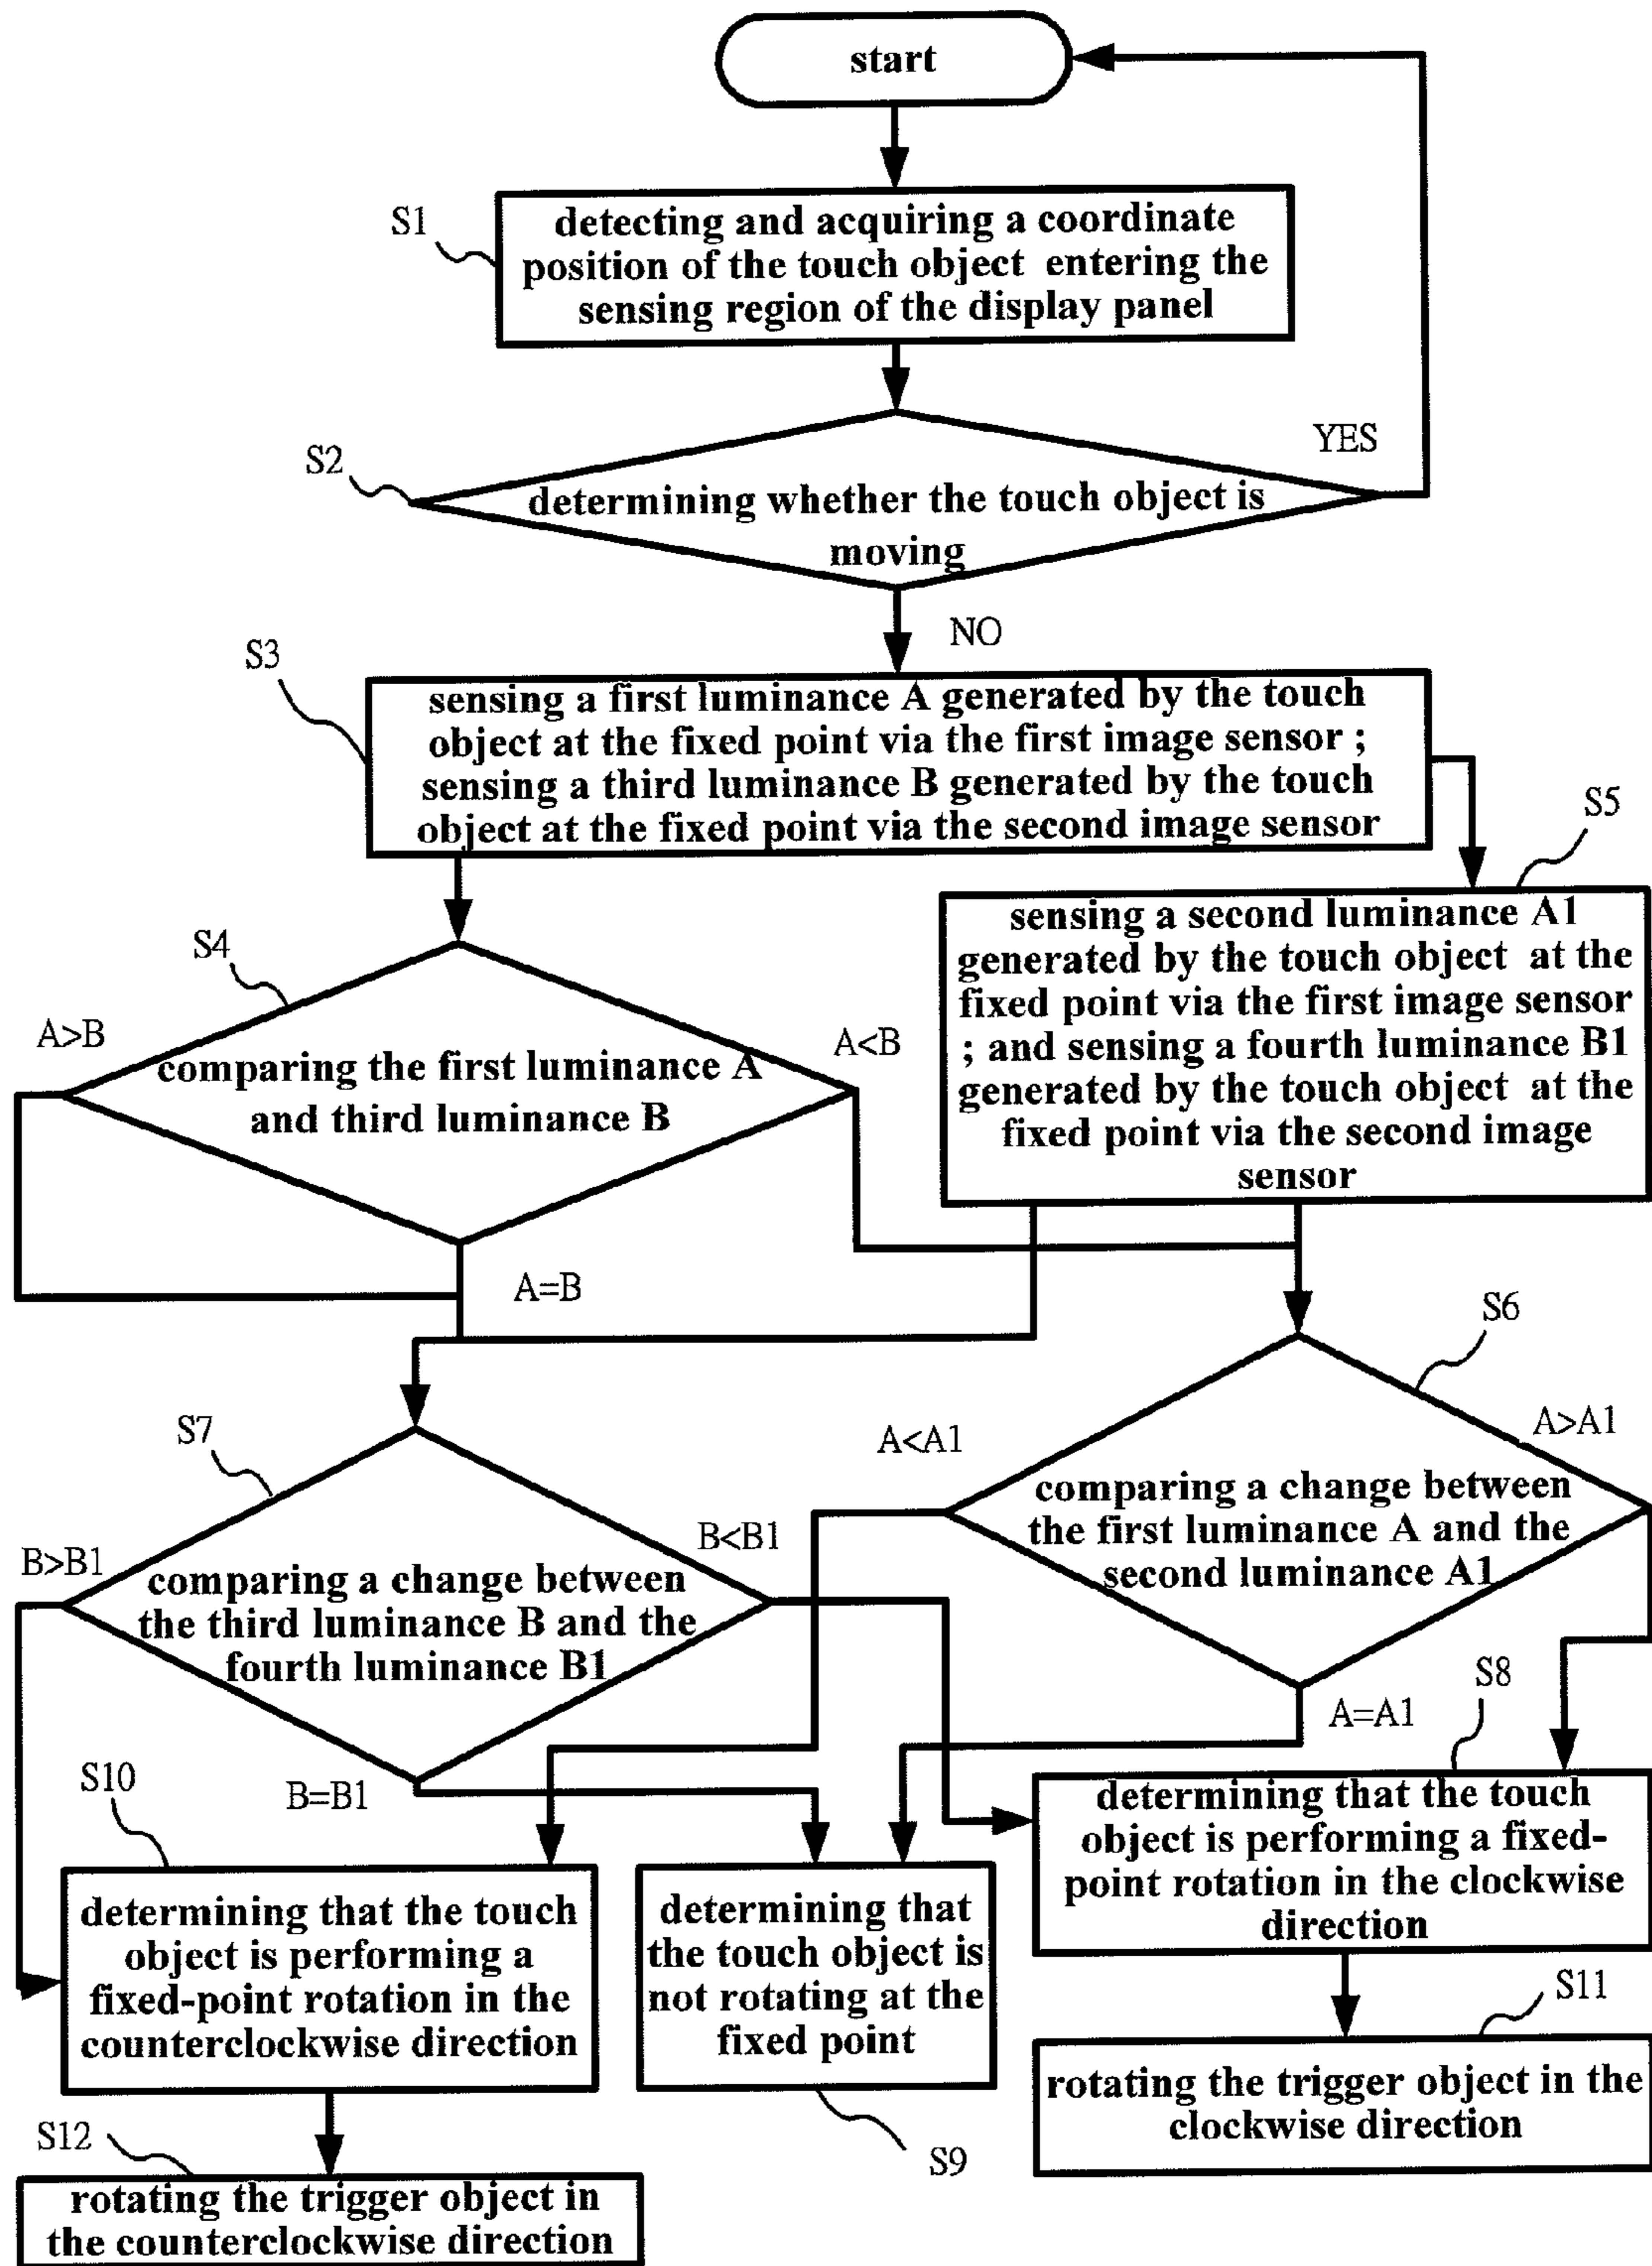 start
S1
detecting and acquiring a coordinate
position of the touch object entering the
sensing region of the display panel
YES
S2
determining whether the touch object is
moving
NO
S3
sensing a first luminance A generated by the touch
object at the fixed point via the first image sensor ;
sensing a third luminance B generated by the touch
object at the fixed point via the second image sensor
S5
sensing a second luminance A1
generated by the touch object at the
fixed point via the first image sensor
; and sensing a fourth luminance B1
generated by the touch object at the
fixed point via the second image
sensor
S4
A>B
A<B
comparing the first luminance A
and third luminance B
A=B
S6
A<A1
A>A1
comparing a change between
the first luminance A and the
second luminance A1
A=A1
S7
B>B1
B<B1
comparing a change between
the third luminance B and the
fourth luminance B1
B=B1
S8
determining that the touch
object is performing a fixed-
point rotation in the clockwise
direction
S10
determining that the touch
object is performing a
fixed-point rotation in the
counterclockwise direction
determining that
the touch object is
not rotating at the
fixed point
S9
S11
rotating the trigger object in the
clockwise direction
S12
rotating the trigger object in
the counterclockwise direction